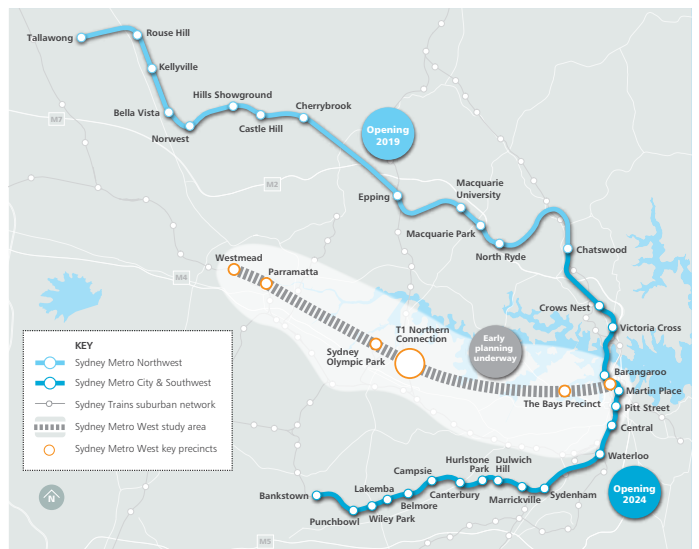 Tallawong
Rouse Hill
Kellyville
Hills Showground
Cherrybrook
Bella Vista
Castle Hill
Norwest
Opening
2019
M7
M2
Epping
Macquarie
University
Macquarie Park
North Ryde
Chatswood
Westmead
Parramatta
M4
Crows Nest
Victoria Cross
T1 Northern
Connection
Early
planning
underway
Sydney
Olympic Park
Barangaroo
Martin Place
The Bays Precinct
Pitt Street
Central
KEY
Sydney Metro Northwest
Sydney Metro City & Southwest
Sydney Trains suburban network
Sydney Metro West study area
Sydney Metro West key precincts
Waterloo
Hurlstone
Park
Dulwich
Hill
Campsie
Lakemba
Bankstown
Canterbury
Belmore
Marrickville
Sydenham
Wiley Park
Punchbowl
Opening
2024
N
M5